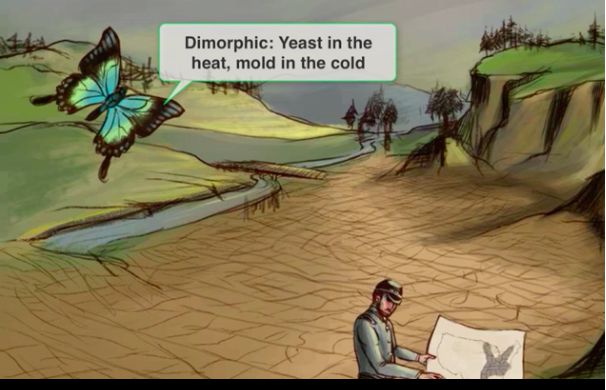 Dimorphic: Yeast in the
heat, mold in the cold